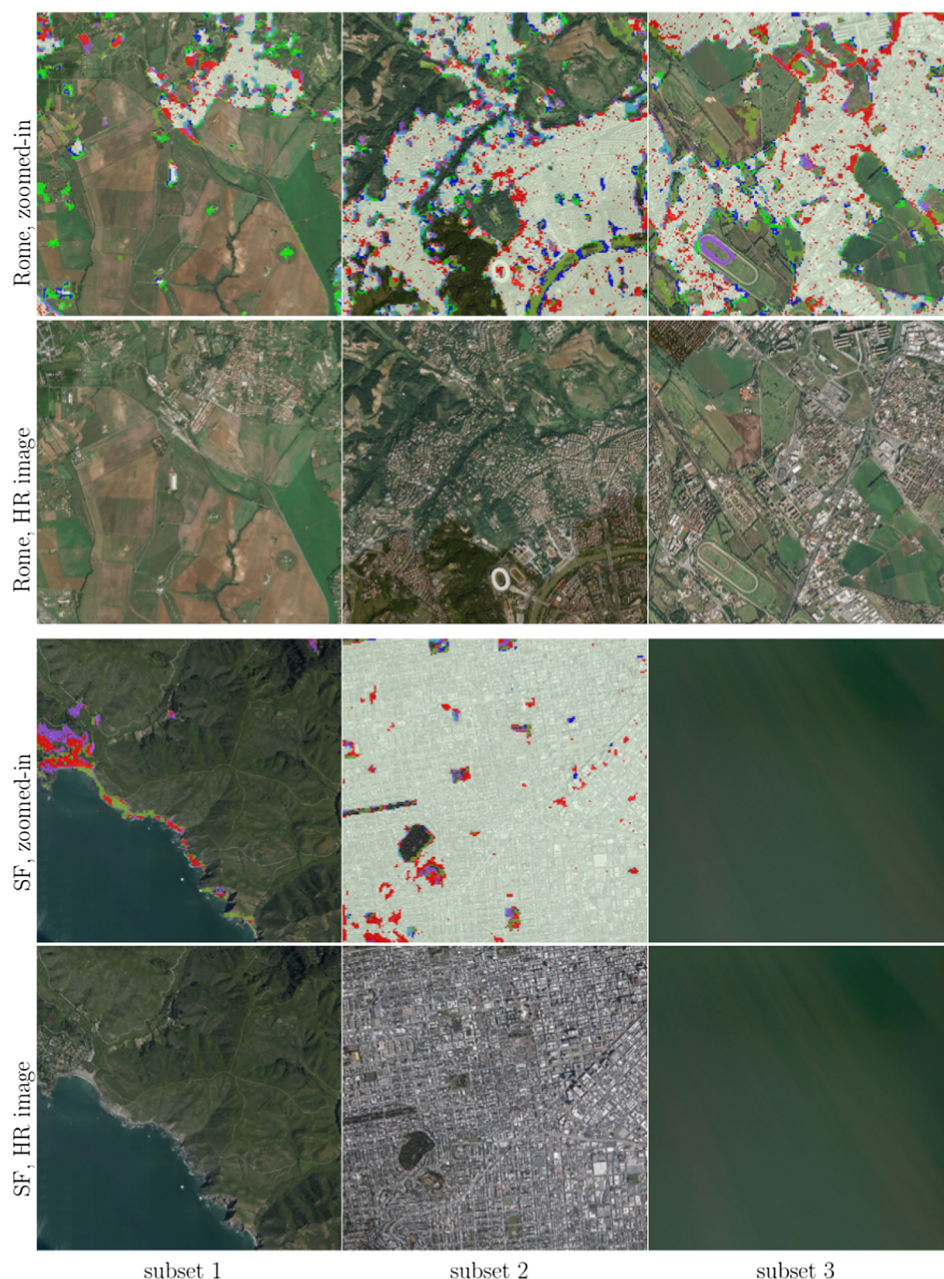 Rome, zoomed-in
Rome, HR image
SF, zoomed-in
SF, HR image
subset 1
subset 2
subset 3